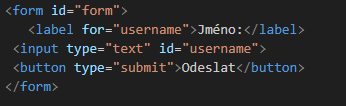 <form id="form">
<label for="username">Jméno:</label>
<input type="text" id="username">
<button type="submit">Odeslat</button>
</form>